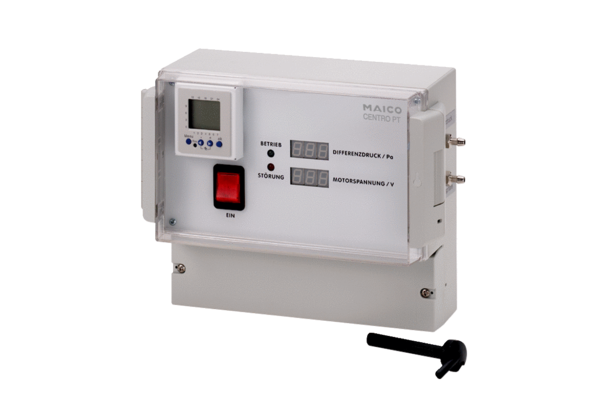 MAICO
CENTRO PT
BETRIEB
DIFFERENZDRUCK / Pa
STÖRUNG
MOTORSPANNUNG / V
EIN